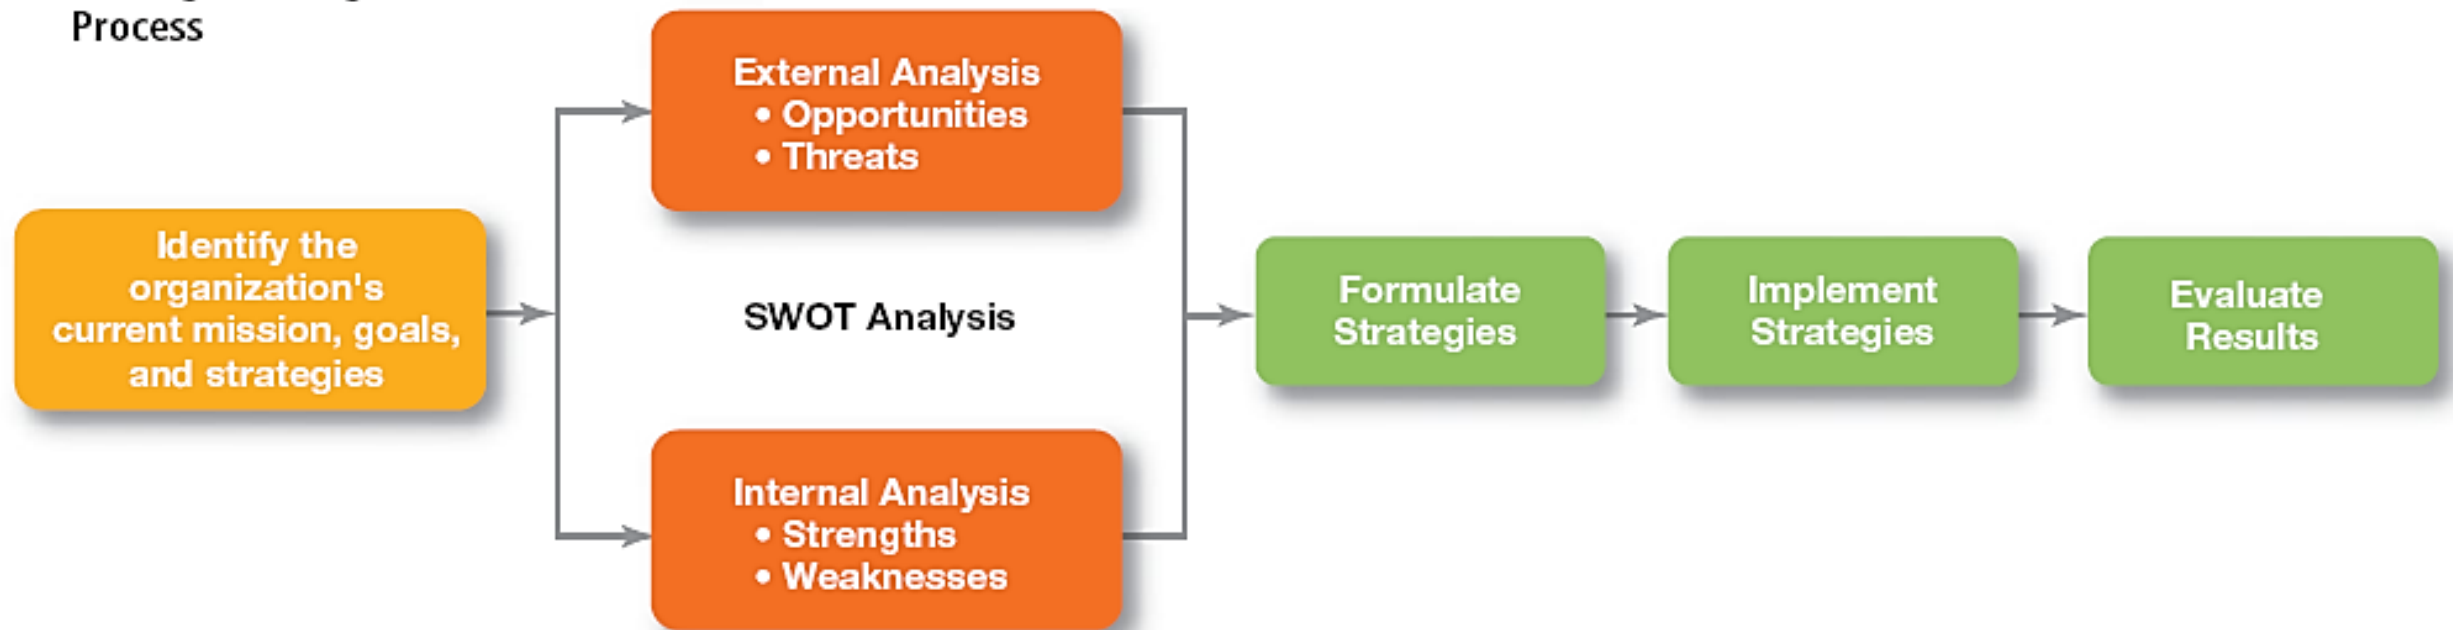 Process
External Analysis
• Opportunities
• Threats
Identify the
organization's
current mission, goals,
and strategies
SWOT Analysis
Formulate
Strategies
Implement
Strategies
Evaluate
Results
Internal Analysis
• Strengths
• Weaknesses